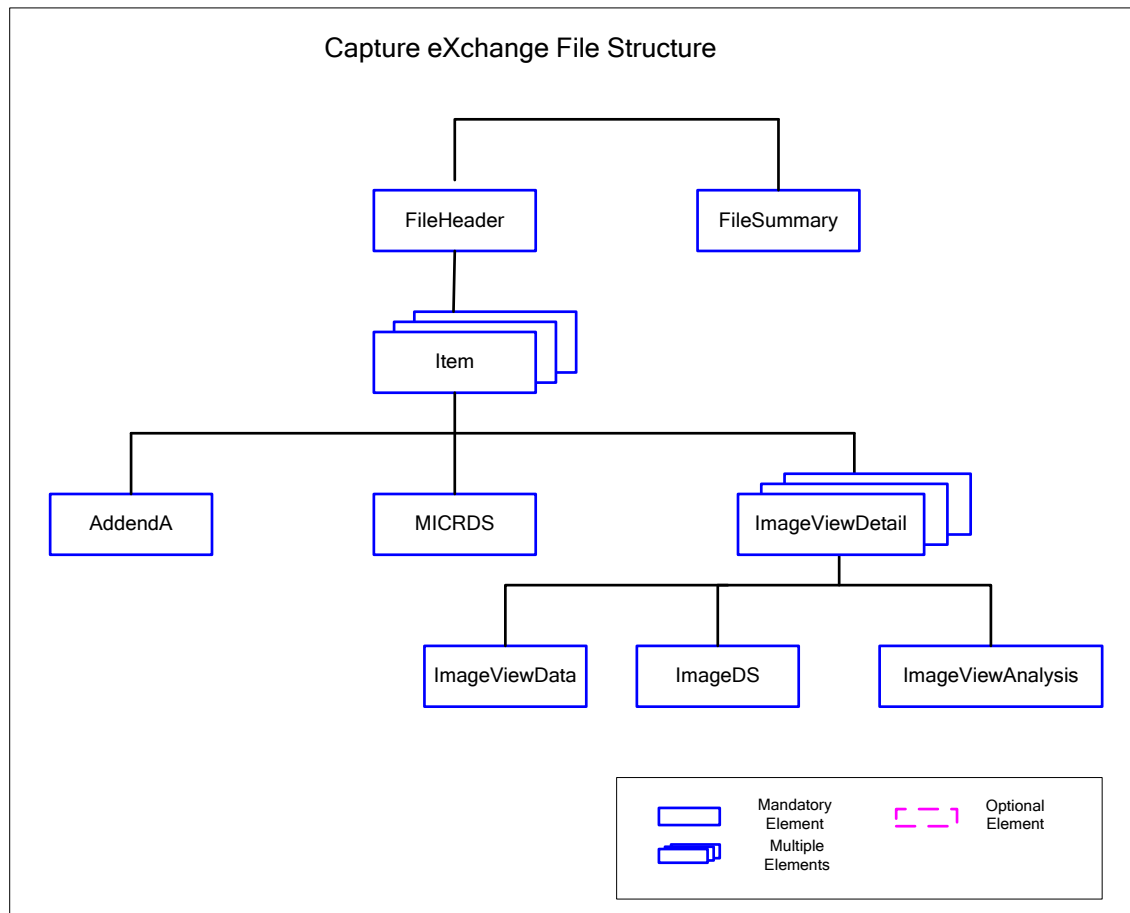 Capture eXchange File Structure
FileHeader
FileSummary
Item
AddendA
MICRDS
ImageViewDetail
ImageViewData
ImageDS
ImageViewAnalysis
Mandatory
Element
Optional
Element
Multiple
Elements